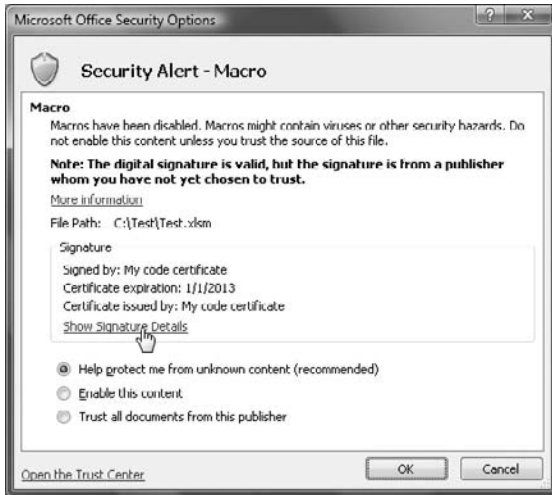 Microsoft Office Security Options
Security Alert - Macro
Macro
Macros have been disabled. Macros might contain viruses or other security hazards. Do
not enable this content unless you trust the source of this file.
Note: The digital signature is valid, but the signature is from a publisher
whom you have not yet chosen to trust.
More information
File Path: C:\Test\Test.xlsm
Signature
Signed by: My code certificate
Certificate expiration: 1/1/2013
Certificate issued by: My code certificate
Show Signature Details
Help protect me from unknown content (recommended)
Enable this content
Trust all documents from this publisher
Open the Trust Center
OK
Cancel